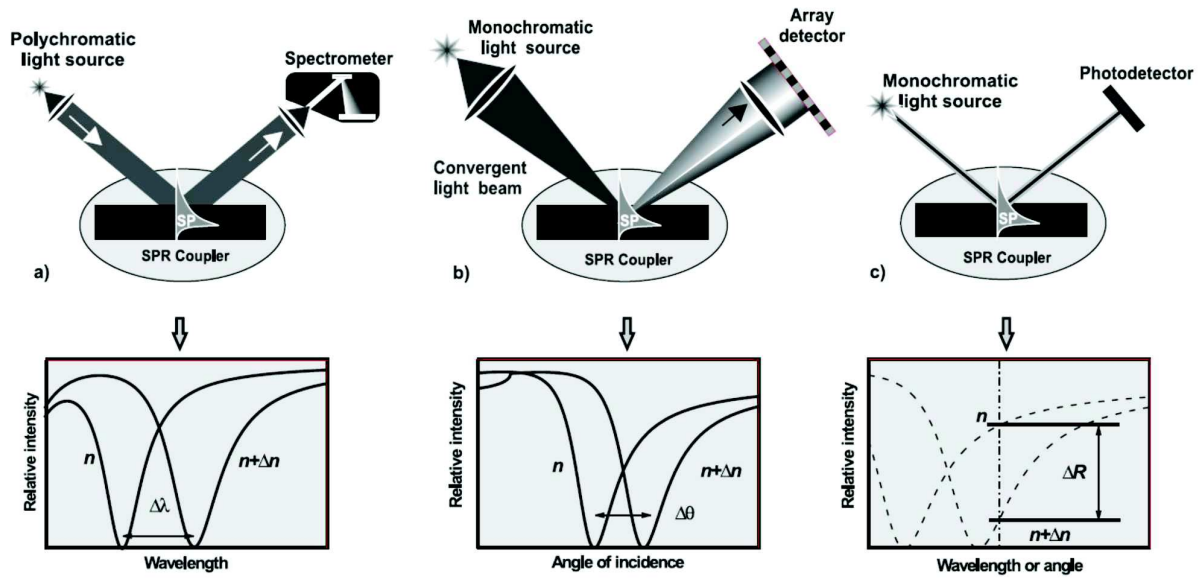 Polychromatic
light source
Spectrometer
SP
SPR Coupler
a)
Monochromatic
light source
Array
detector
Convergent
light beam
SP
SPR Coupler
b)
Monochromatic
light source
Photodetector
SP
SPR Coupler
c)
Relative intensity
n
n+Δn
Δλ
Wavelength
Relative intensity
n
n+Δn
Δθ
Angle of incidence
Relative intensity
n
ΔR
n+Δn
Wavelength or angle